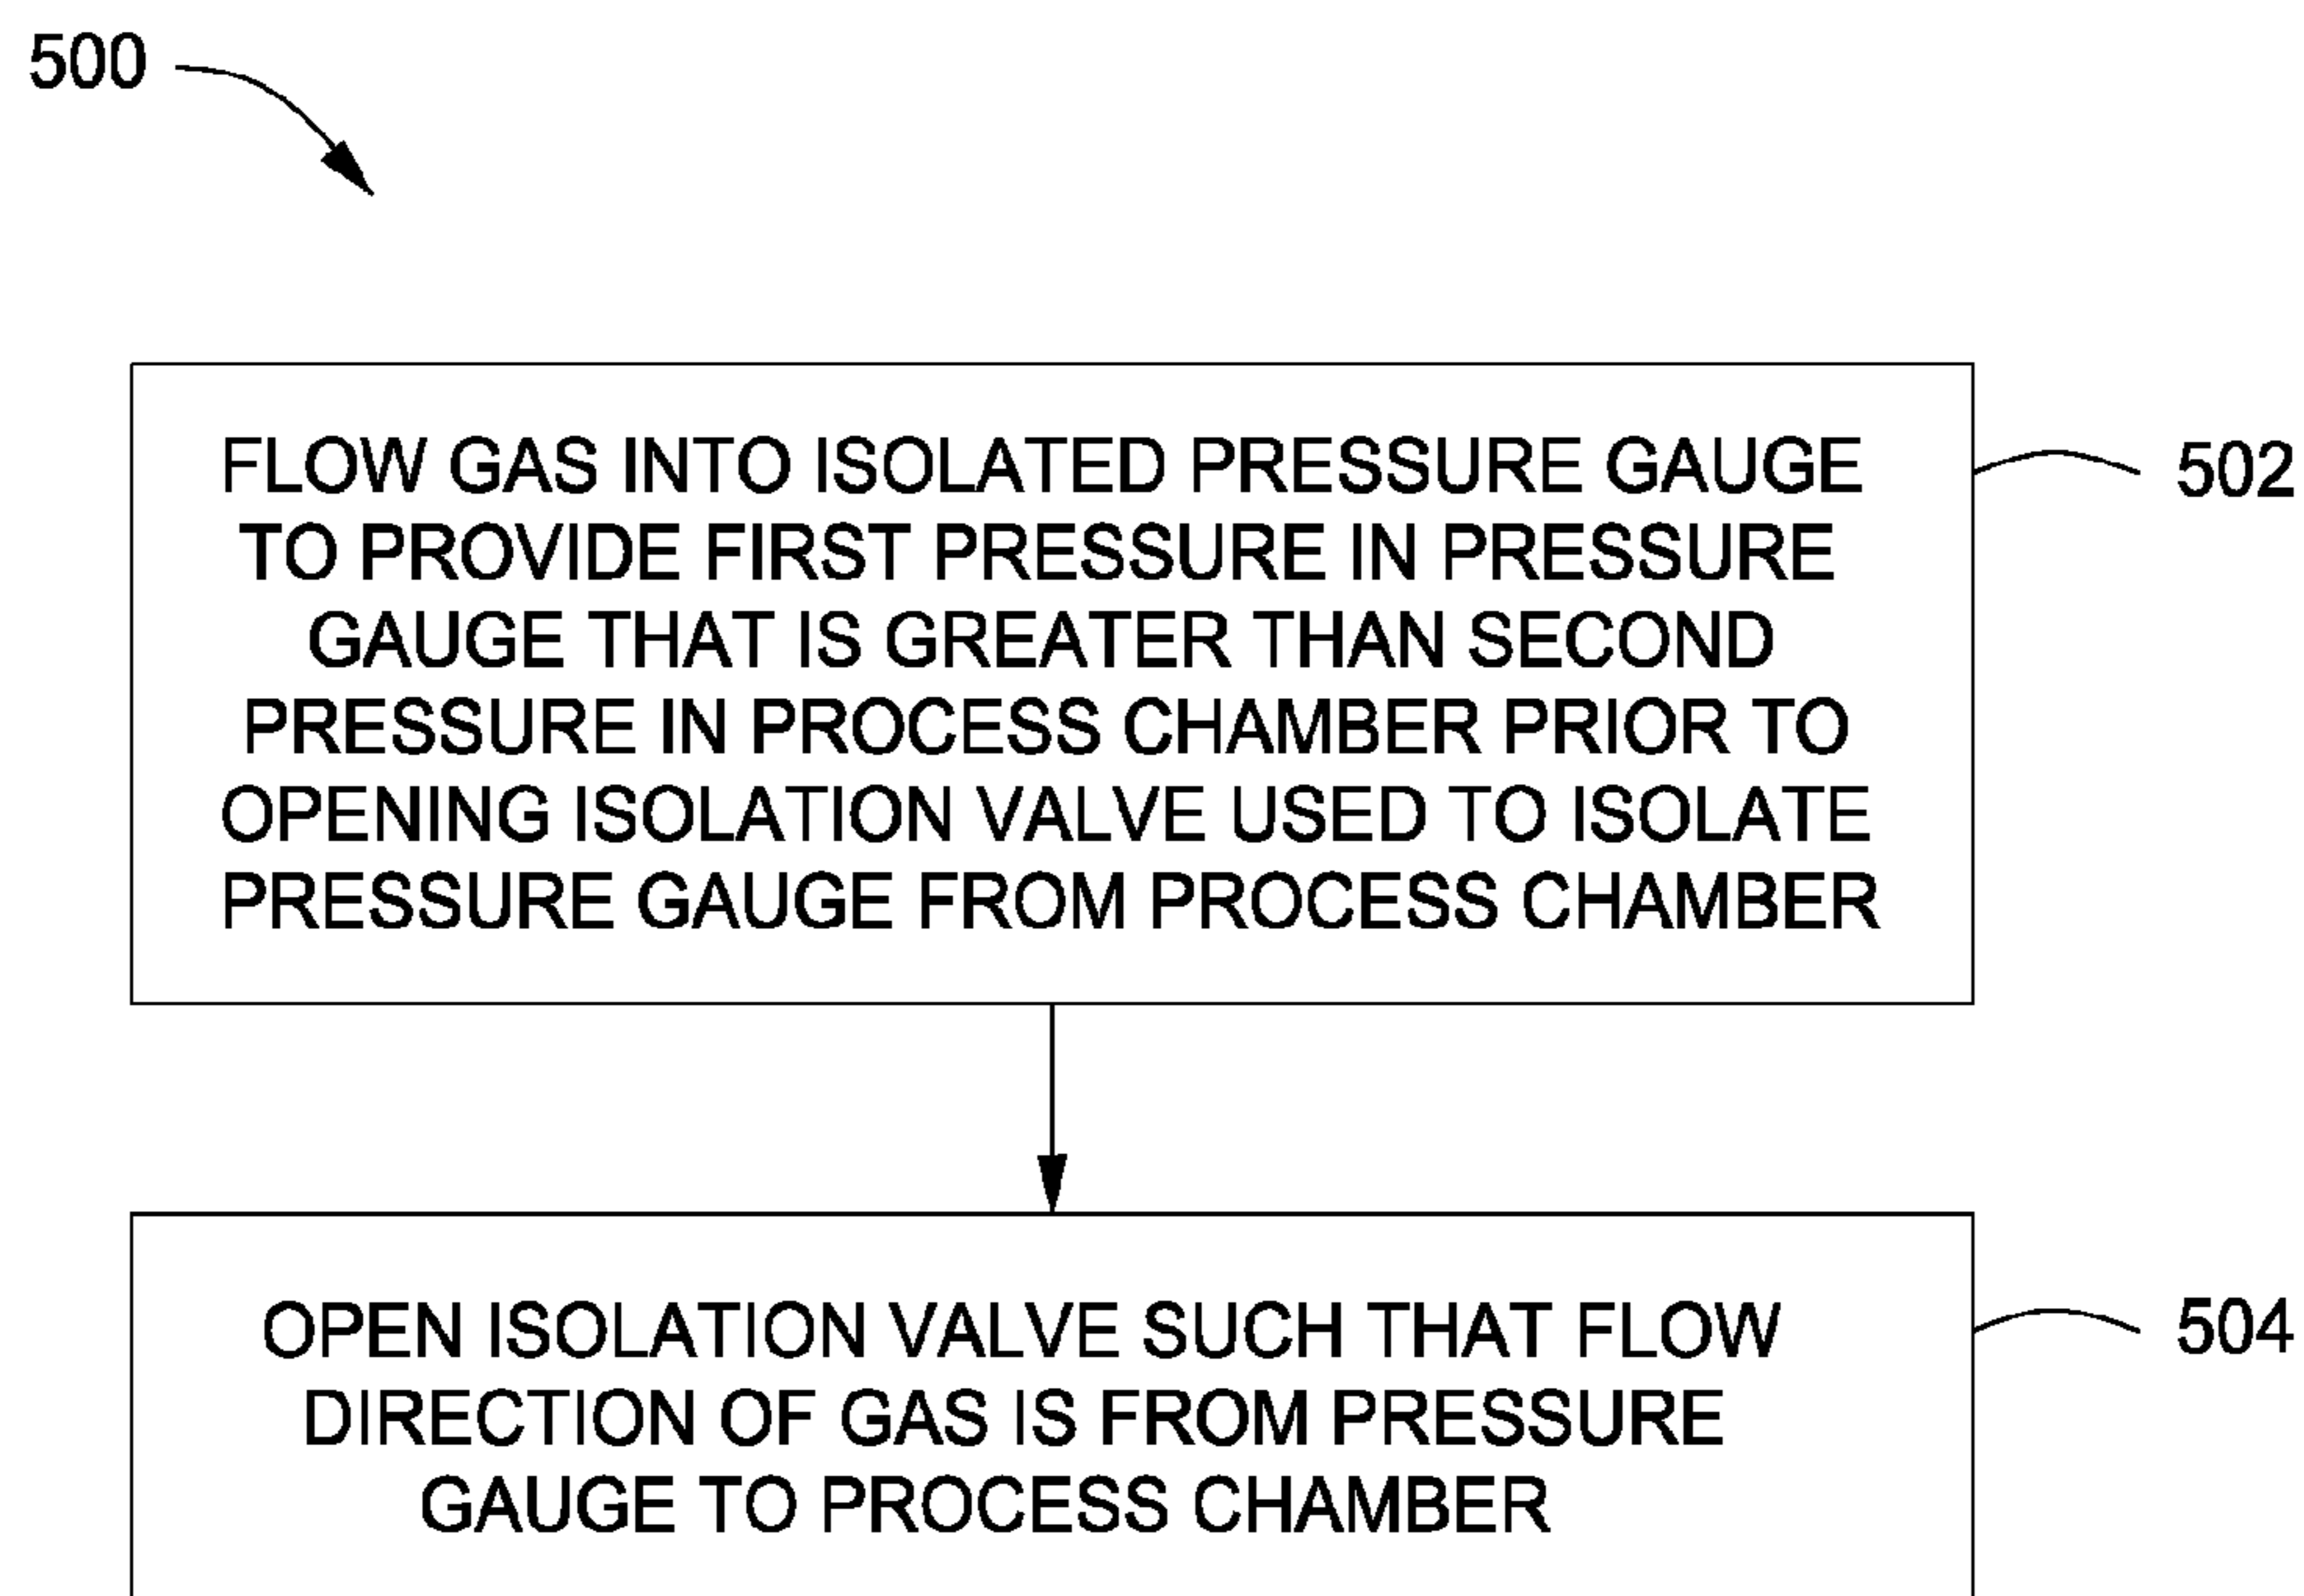 500
FLOW GAS INTO ISOLATED PRESSURE GAUGE
TO PROVIDE FIRST PRESSURE IN PRESSURE
GAUGE THAT IS GREATER THAN SECOND
PRESSURE IN PROCESS CHAMBER PRIOR TO
OPENING ISOLATION VALVE USED TO ISOLATE
PRESSURE GAUGE FROM PROCESS CHAMBER
502
OPEN ISOLATION VALVE SUCH THAT FLOW
DIRECTION OF GAS IS FROM PRESSURE
GAUGE TO PROCESS CHAMBER
504